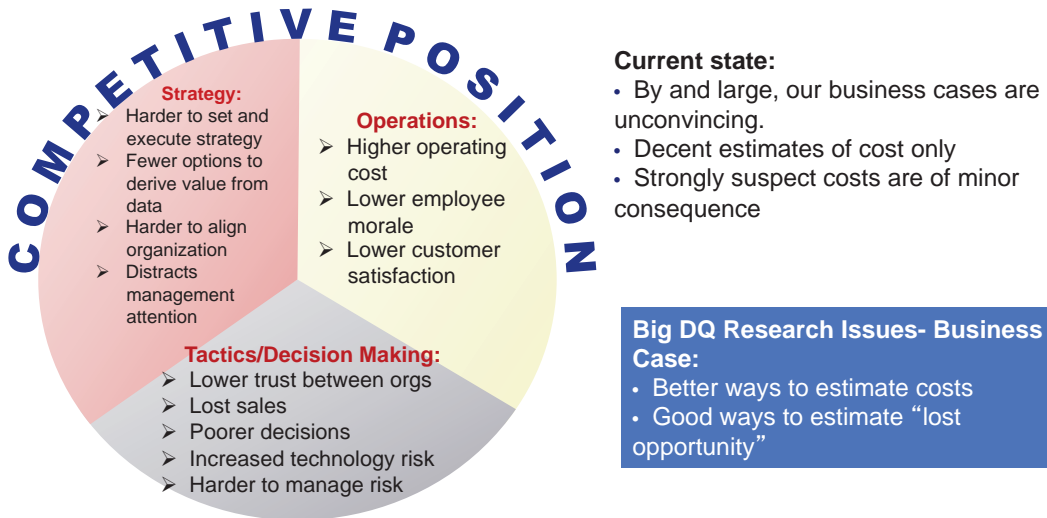 COMPETITIVE POSITION
Strategy:
➢ Harder to set and
execute strategy
➢ Fewer options to
derive value from
data
➢ Harder to align
organization
➢ Distracts
management
attention
Operations:
➢ Higher operating
cost
➢ Lower employee
morale
➢ Lower customer
satisfaction
Tactics/Decision Making:
➢ Lower trust between orgs
➢ Lost sales
➢ Poorer decisions
➢ Increased technology risk
➢ Harder to manage risk
Current state:
• By and large, our business cases are
unconvincing.
• Decent estimates of cost only
• Strongly suspect costs are of minor
consequence
Big DQ Research Issues- Business
Case:
• Better ways to estimate costs
• Good ways to estimate “lost
opportunity”